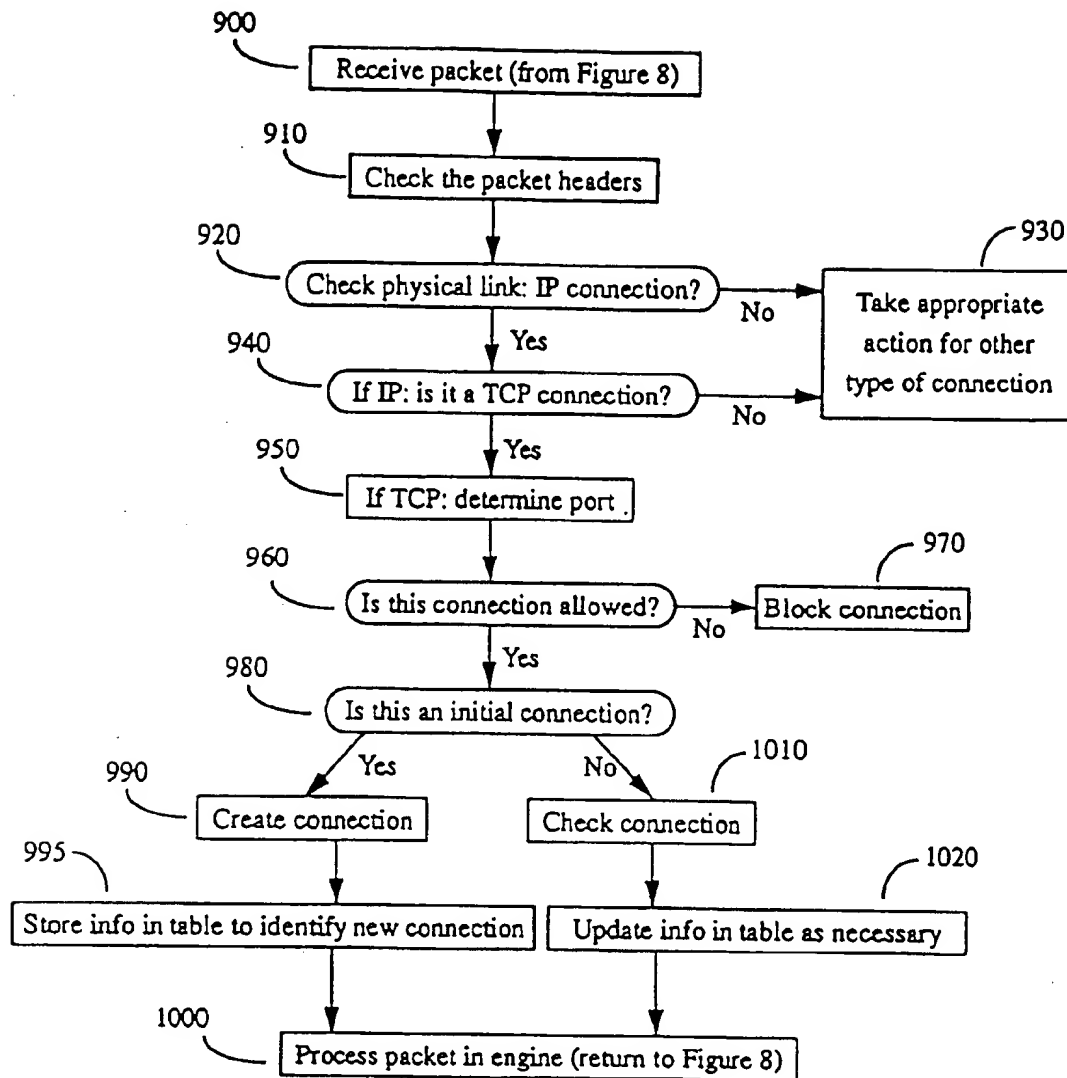 900
Receive packet (from Figure 8)
910
Check the packet headers
920
Check physical link: IP connection?
No
930
Take appropriate
action for other
type of connection
Yes
940
If IP: is it a TCP connection?
No
Yes
950
If TCP: determine port
960
Is this connection allowed?
No
970
Block connection
Yes
980
Is this an initial connection?
Yes
No
990
Create connection
1010
Check connection
995
Store info in table to identify new connection
1020
Update info in table as necessary
1000
Process packet in engine (return to Figure 8)